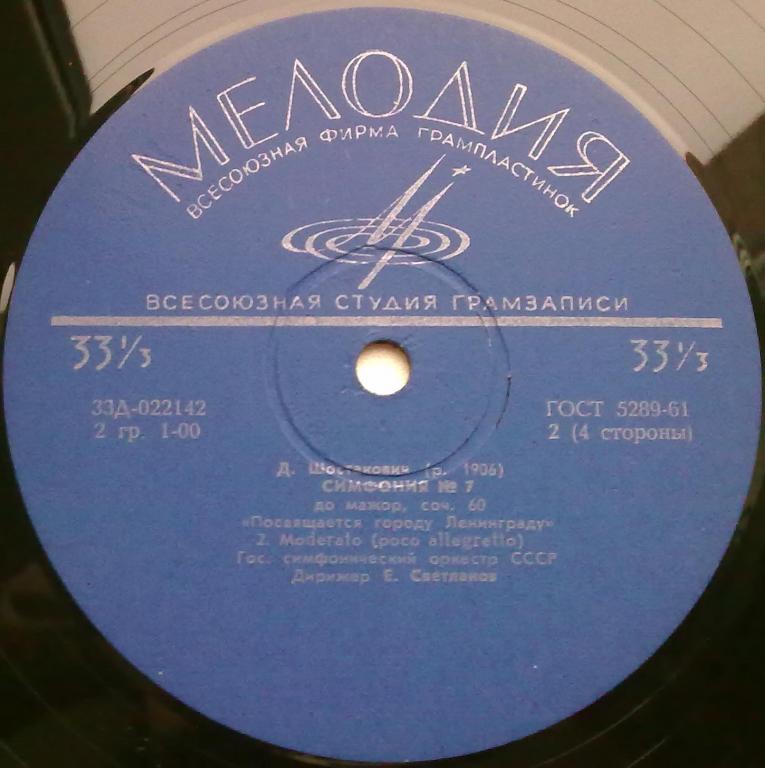 МЕЛОДИЯ
ВСЕСОЮЗНАЯ ФИРМА ГРАМПЛАСТИНОК
ВСЕСОЮЗНАЯ СТУДИЯ ГРАМЗАПИСИ
33⅓ 33⅓
33Д-022142 ГОСТ 5289-61
2 гр. 1-00 2 (4 стороны)
Д. Шостакович (р. 1906)
СИМФОНИЯ № 7
до мажор, соч. 60
«Посвящается городу Ленинграду»
2. Moderato (poco allegretto)
Гос. симфонический оркестр СССР
Дирижер Е. Светланов